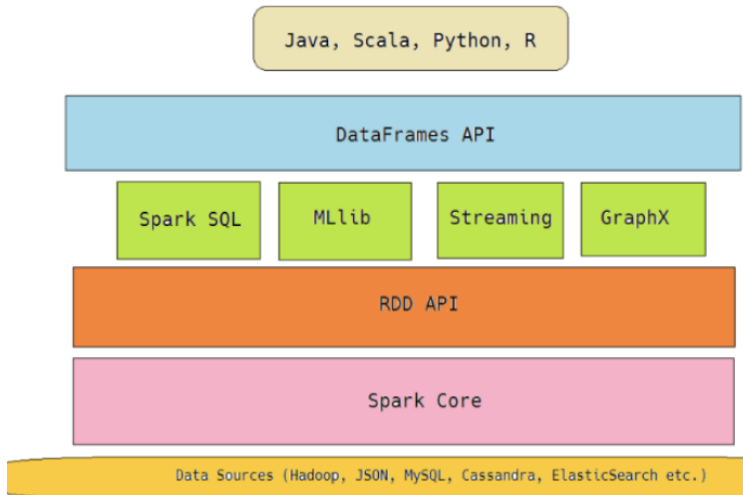 Java, Scala, Python, R
DataFrames API
Spark SQL
MLlib
Streaming
GraphX
RDD API
Spark Core
Data Sources (Hadoop, JSON, MySQL, Cassandra, ElasticSearch etc.)